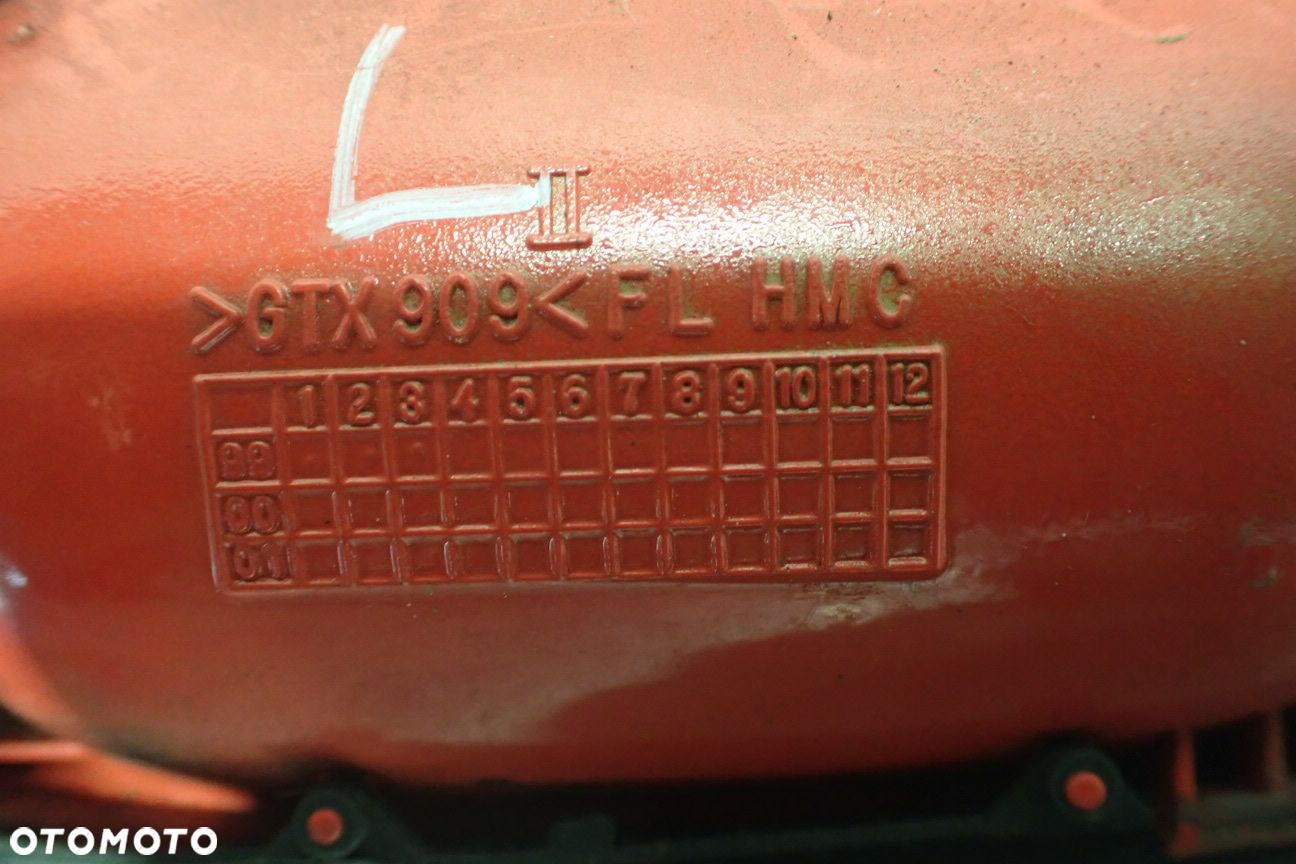 II
>GTX909< FL HMC
1 2 3 4 5 6 7 8 9 10 11 12
99
00
01
OTOMOTO